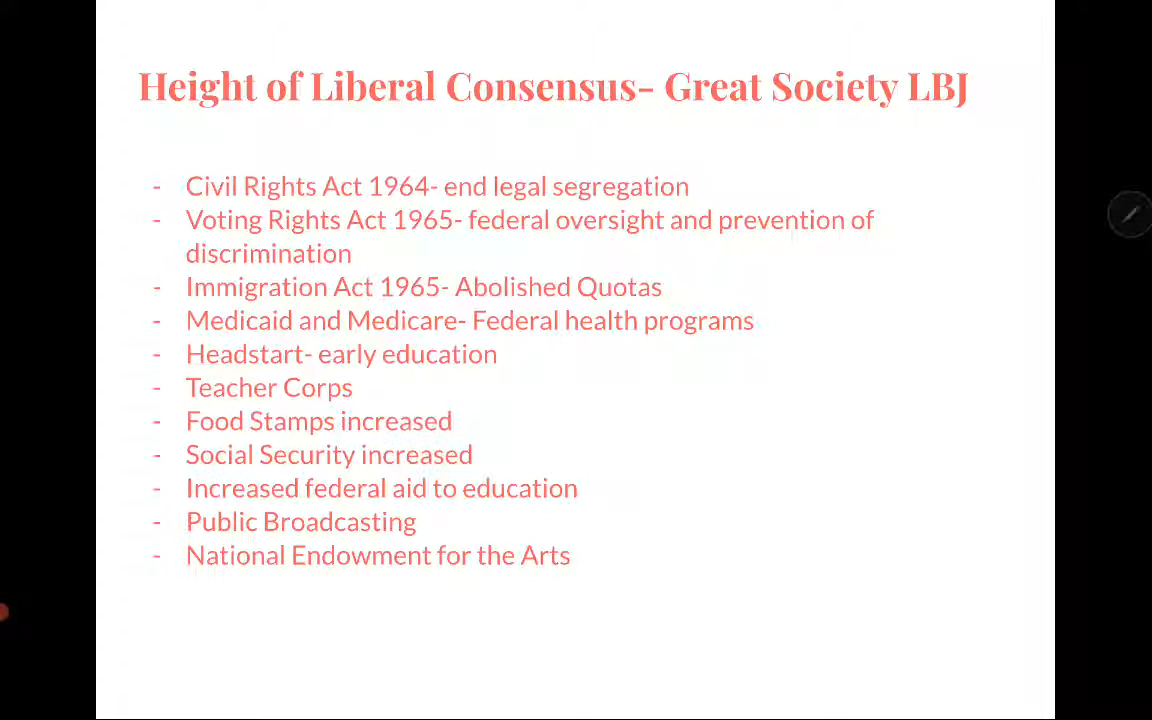 Height of Liberal Consensus- Great Society LBJ
- Civil Rights Act 1964- end legal segregation
- Voting Rights Act 1965- federal oversight and prevention of
discrimination
- Immigration Act 1965- Abolished Quotas
- Medicaid and Medicare- Federal health programs
- Headstart- early education
- Teacher Corps
- Food Stamps increased
- Social Security increased
- Increased federal aid to education
- Public Broadcasting
- National Endowment for the Arts